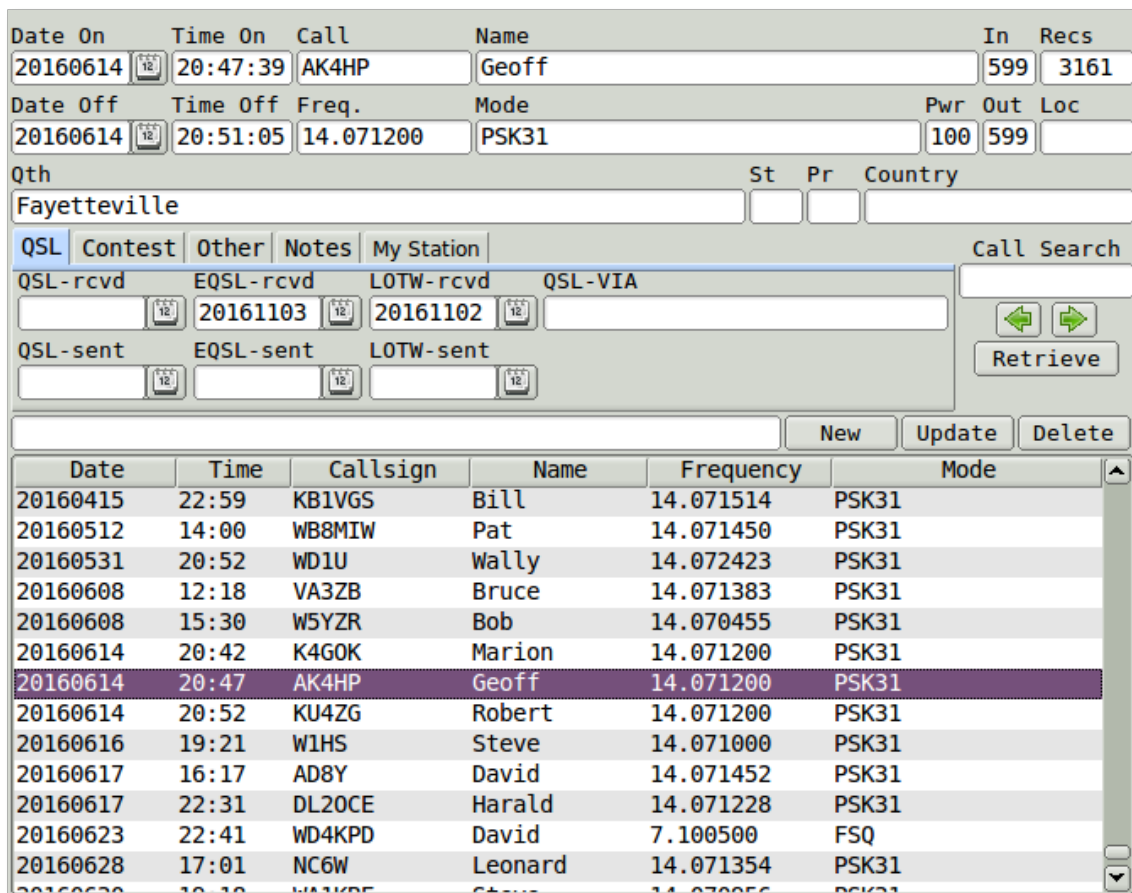 Date On Time On Call Name In Recs
20160614 20:47:39 AK4HP Geoff 599 3161
Date Off Time Off Freq. Mode Pwr Out Loc
20160614 20:51:05 14.071200 PSK31 100 599
Qth St Pr Country
Fayetteville
QSL Contest Other Notes My Station Call Search
QSL-rcvd EQSL-rcvd LOTW-rcvd QSL-VIA
20161103 20161102
QSL-sent EQSL-sent LOTW-sent
Retrieve
New Update Delete
Date Time Callsign Name Frequency Mode
20160415 22:59 KB1VGS Bill 14.071514 PSK31
20160512 14:00 WB8MIW Pat 14.071450 PSK31
20160531 20:52 WD1U Wally 14.072423 PSK31
20160608 12:18 VA3ZB Bruce 14.071383 PSK31
20160608 15:30 W5YZR Bob 14.070455 PSK31
20160614 20:42 K4GOK Marion 14.071200 PSK31
20160614 20:47 AK4HP Geoff 14.071200 PSK31
20160614 20:52 KU4ZG Robert 14.071200 PSK31
20160616 19:21 W1HS Steve 14.071000 PSK31
20160617 16:17 AD8Y David 14.071452 PSK31
20160617 22:31 DL2OCE Harald 14.071228 PSK31
20160623 22:41 WD4KPD David 7.100500 FSQ
20160628 17:01 NC6W Leonard 14.071354 PSK31